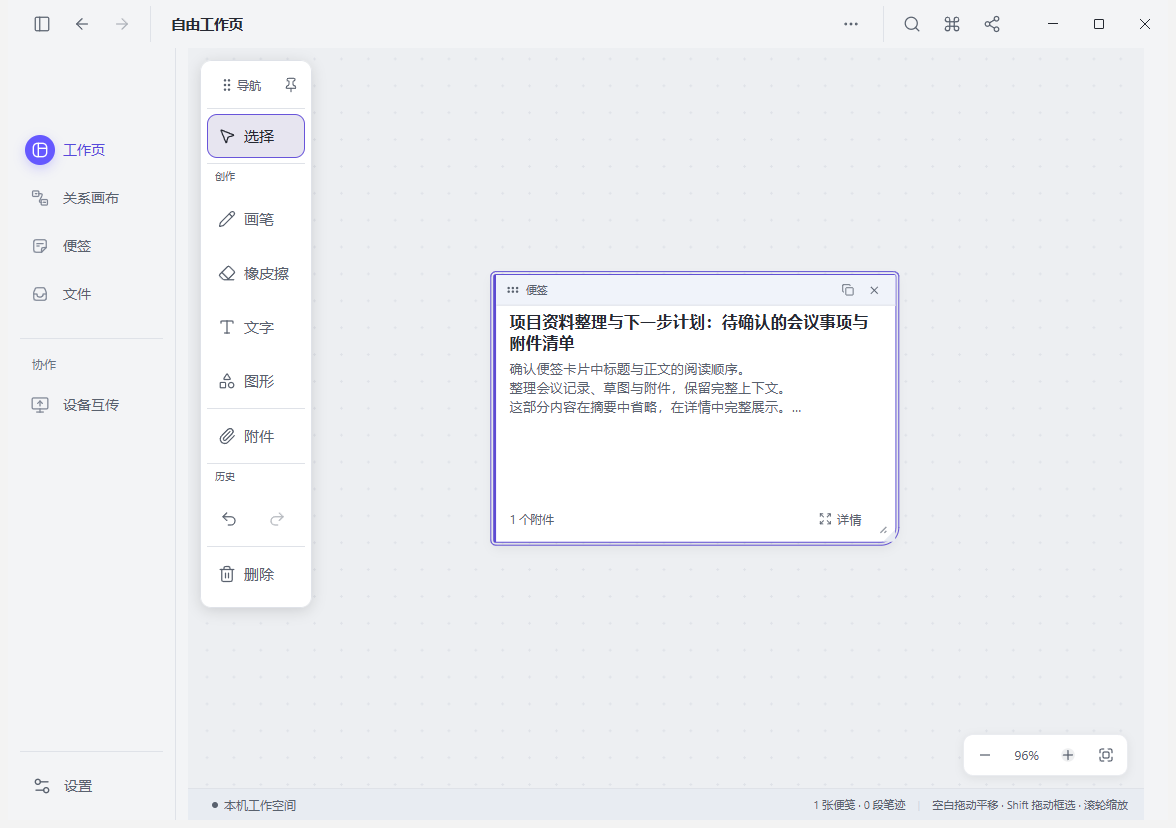 自由工作页
工作页
关系画布
便签
文件
协作
设备互传
设置
导航
选择
创作
画笔
橡皮擦
文字
图形
附件
历史
删除
便签
项目资料整理与下一步计划：待确认的会议事项与
附件清单
确认便签卡片中标题与正文的阅读顺序。
整理会议记录、草图与附件，保留完整上下文。
这部分内容在摘要中省略，在详情中完整展示。...
1 个附件
详情
96%
本机工作空间
1 张便笺 · 0 段笔迹
空白拖动平移 · Shift 拖动框选 · 滚轮缩放